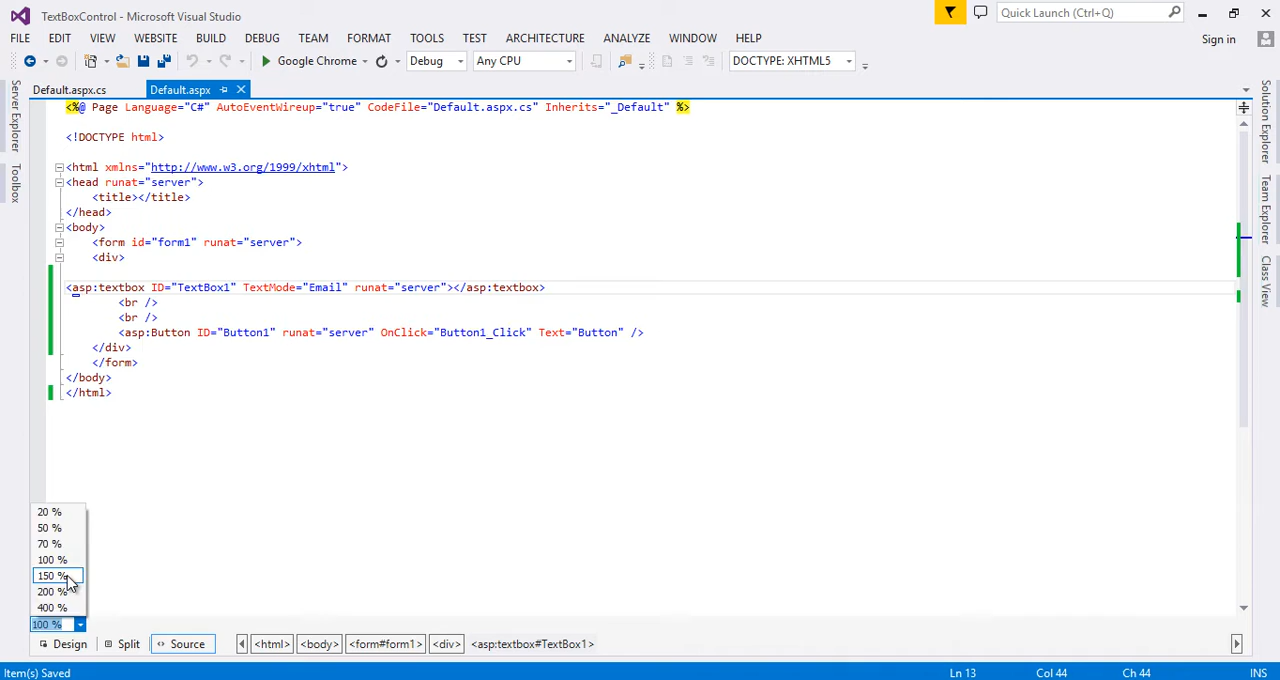 TextBoxControl - Microsoft Visual Studio
Quick Launch (Ctrl+Q)
FILE EDIT VIEW WEBSITE BUILD DEBUG TEAM FORMAT TOOLS TEST ARCHITECTURE ANALYZE WINDOW HELP
Sign in
Google Chrome Debug Any CPU DOCTYPE: XHTML5
Server Explorer
Toolbox
Default.aspx.cs Default.aspx
<%@ Page Language="C#" AutoEventWireup="true" CodeFile="Default.aspx.cs" Inherits="_Default" %>
<!DOCTYPE html>
<html xmlns="http://www.w3.org/1999/xhtml">
<head runat="server">
<title></title>
</head>
<body>
<form id="form1" runat="server">
<div>
<asp:textbox ID="TextBox1" TextMode="Email" runat="server"></asp:textbox>
<br />
<br />
<asp:Button ID="Button1" runat="server" OnClick="Button1_Click" Text="Button" />
</div>
</form>
</body>
</html>
Solution Explorer
Team Explorer
Class View
20 %
50 %
70 %
100 %
150 %
200 %
400 %
100 %
Design Split Source <html> <body> <form#form1> <div> <asp:textbox#TextBox1>
Item(s) Saved Ln 13 Col 44 Ch 44 INS